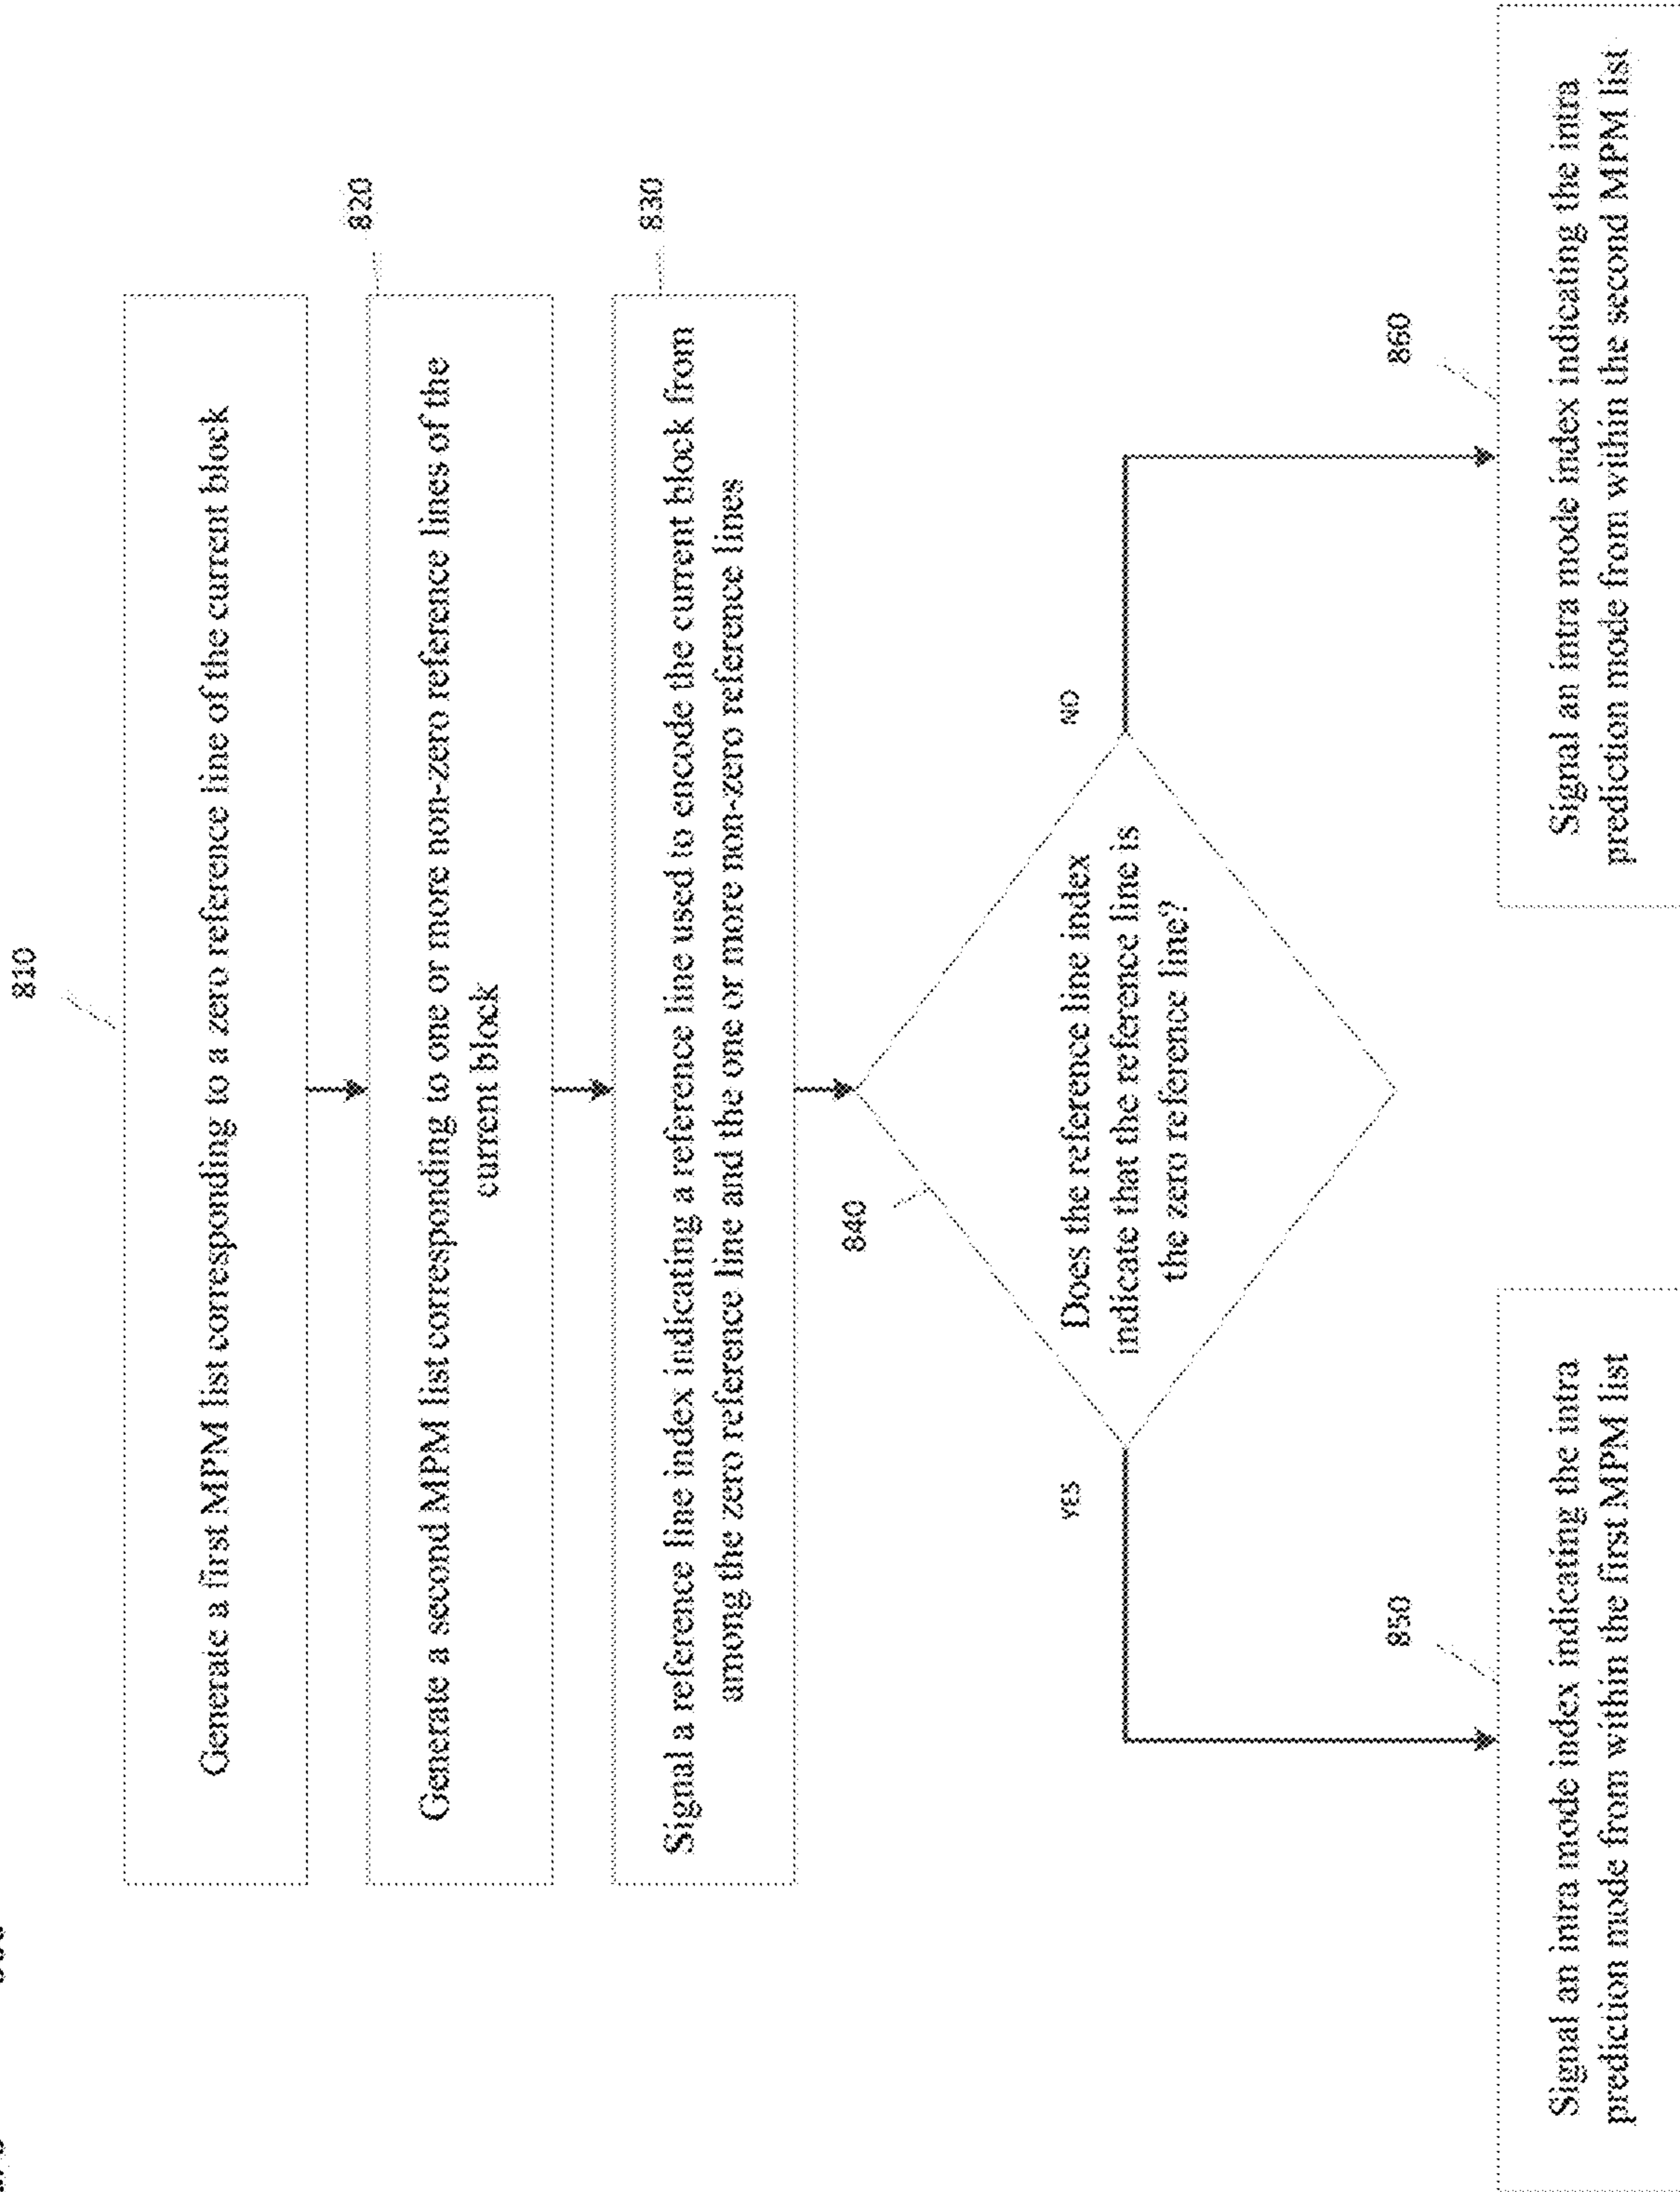 810
Generate a first MPM list corresponding to a zero reference line of the current block
820
Generate a second MPM list corresponding to one or more non-zero reference lines of the
current block
830
Signal a reference line index indicating a reference line used to encode the current block from
among the zero reference line and the one or more non-zero reference lines
840
Does the reference line index
indicate that the reference line is
the zero reference line?
YES
NO
850
Signal an intra mode index indicating the intra
prediction mode from within the first MPM list
860
Signal an intra mode index indicating the intra
prediction mode from within the second MPM list